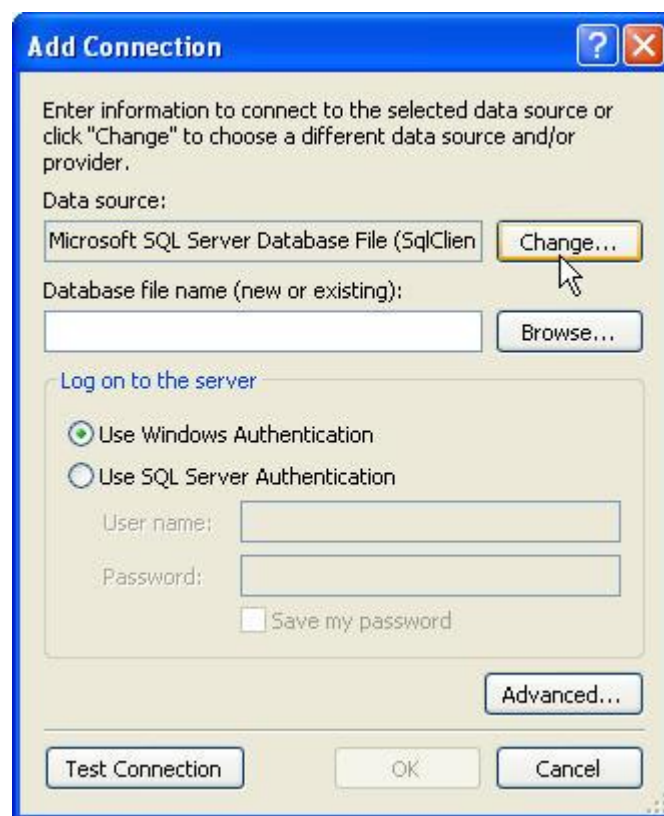 Add Connection
Enter information to connect to the selected data source or
click "Change" to choose a different data source and/or
provider.
Data source:
Microsoft SQL Server Database File (SqlClien
Change...
Database file name (new or existing):
Browse...
Log on to the server
Use Windows Authentication
Use SQL Server Authentication
User name:
Password:
Save my password
Advanced...
Test Connection
OK
Cancel